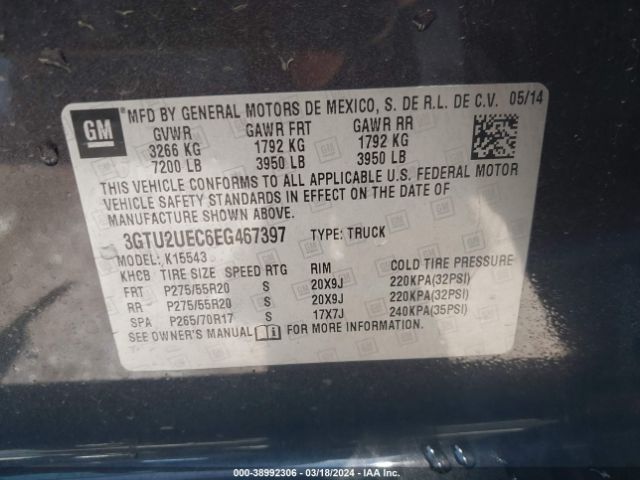 GM
MFD BY GENERAL MOTORS DE MEXICO, S. DE R.L. DE C.V. 05/14
GVWR GAWR FRT GAWR RR
3266 KG 1792 KG 1792 KG
7200 LB 3950 LB 3950 LB
THIS VEHICLE CONFORMS TO ALL APPLICABLE U.S. FEDERAL MOTOR
VEHICLE SAFETY STANDARDS IN EFFECT ON THE DATE OF
MANUFACTURE SHOWN ABOVE.
3GTU2UEC6EG467397 TYPE: TRUCK
MODEL: K15543
KHCB TIRE SIZE SPEED RTG RIM COLD TIRE PRESSURE
FRT P275/55R20 S 20X9J 220KPA(32PSI)
RR P275/55R20 S 20X9J 220KPA(32PSI)
SPA P265/70R17 S 17X7J 240KPA(35PSI)
SEE OWNER'S MANUAL FOR MORE INFORMATION.
000-38992306 - 03/18/2024 - IAA Inc.